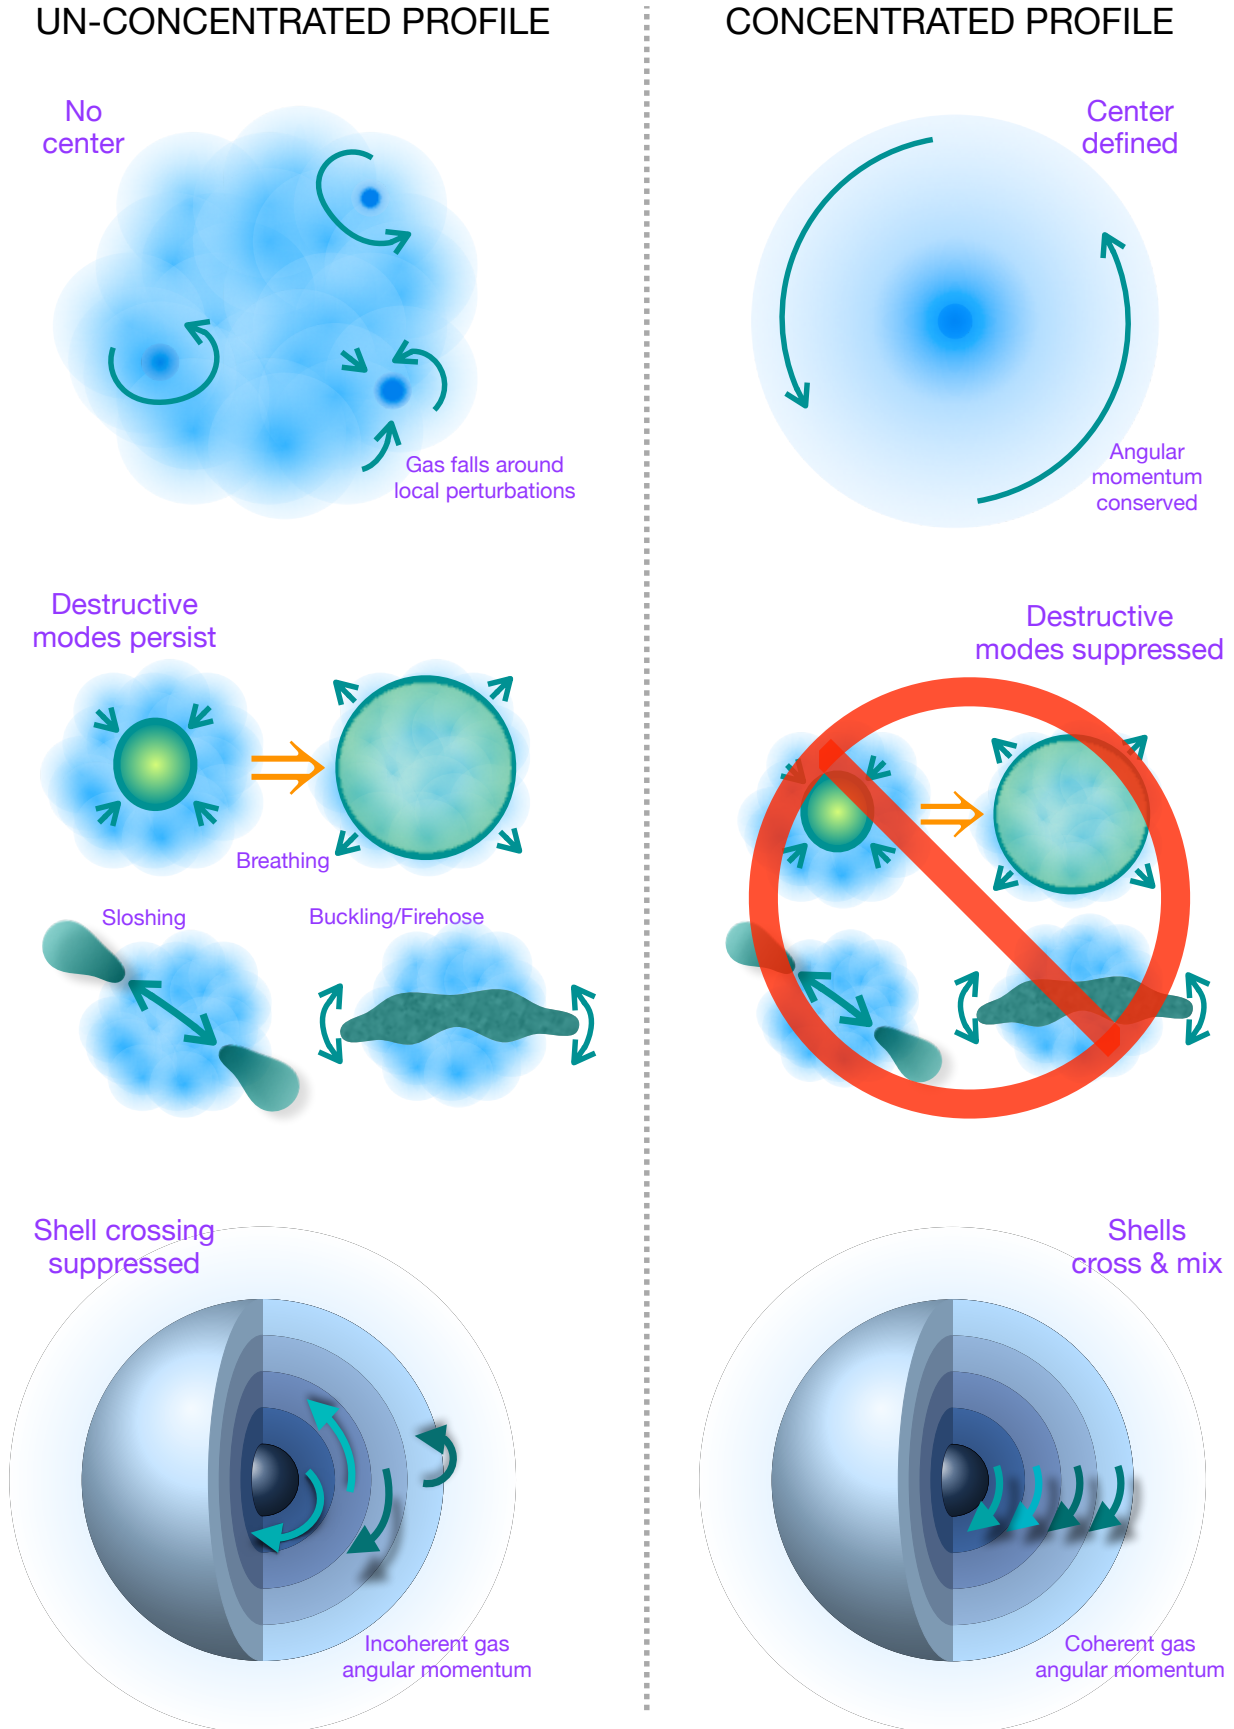 UN-CONCENTRATED PROFILE
CONCENTRATED PROFILE
No
center
Center
defined
Gas falls around
local perturbations
Angular
momentum
conserved
Destructive
modes persist
Destructive
modes suppressed
Breathing
Sloshing
Buckling/Firehose
Shell crossing
suppressed
Shells
cross & mix
Incoherent gas
angular momentum
Coherent gas
angular momentum